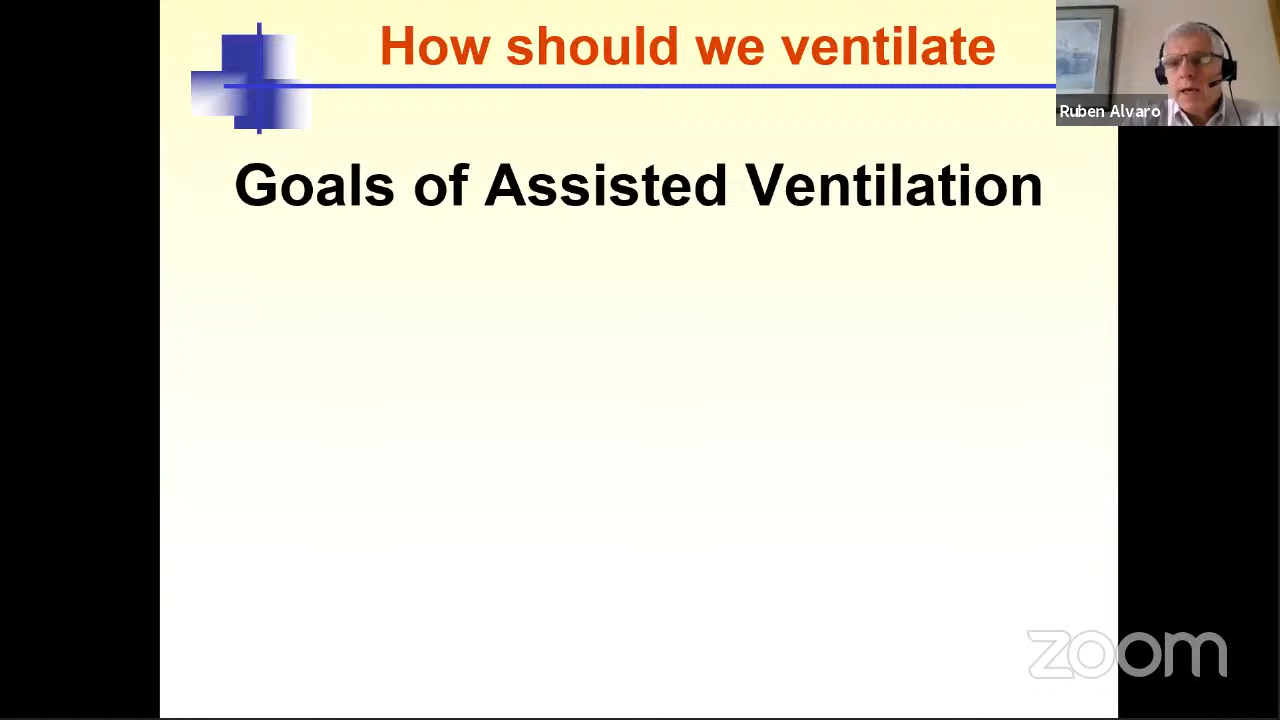 How should we ventilate
Ruben Alvaro
Goals of Assisted Ventilation
zoom